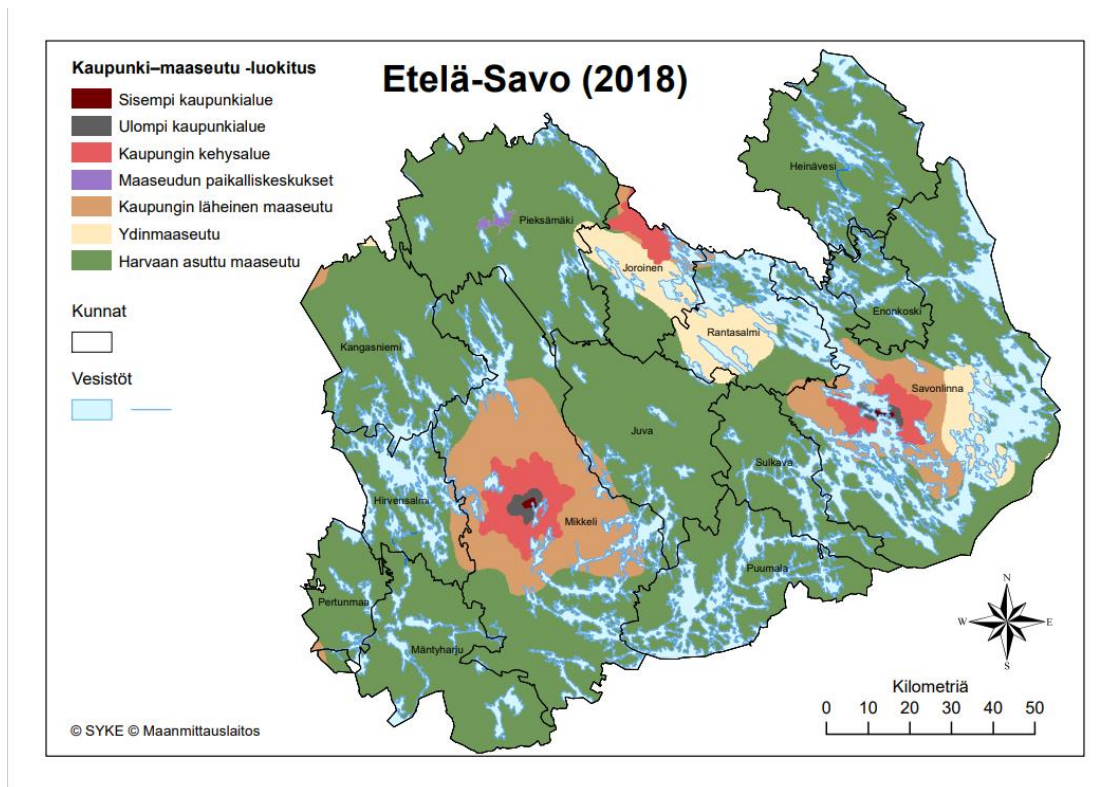 Etelä-Savo (2018)
Kaupunki–maaseutu -luokitus
Sisempi kaupunkialue
Ulompi kaupunkialue
Kaupungin kehysalue
Maaseudun paikalliskeskukset
Kaupungin läheinen maaseutu
Ydinmaaseutu
Harvaan asuttu maaseutu
Kunnat
Vesistöt
Heinävesi
Pieksämäki
Joroinen
Enonkoski
Rantasalmi
Kangasniemi
Savonlinna
Juva
Sulkava
Hirvensalmi
Mikkeli
Puumala
Pertunmaa
Mäntyharju
N
W
E
S
Kilometriä
0 10 20 30 40 50
© SYKE © Maanmittauslaitos